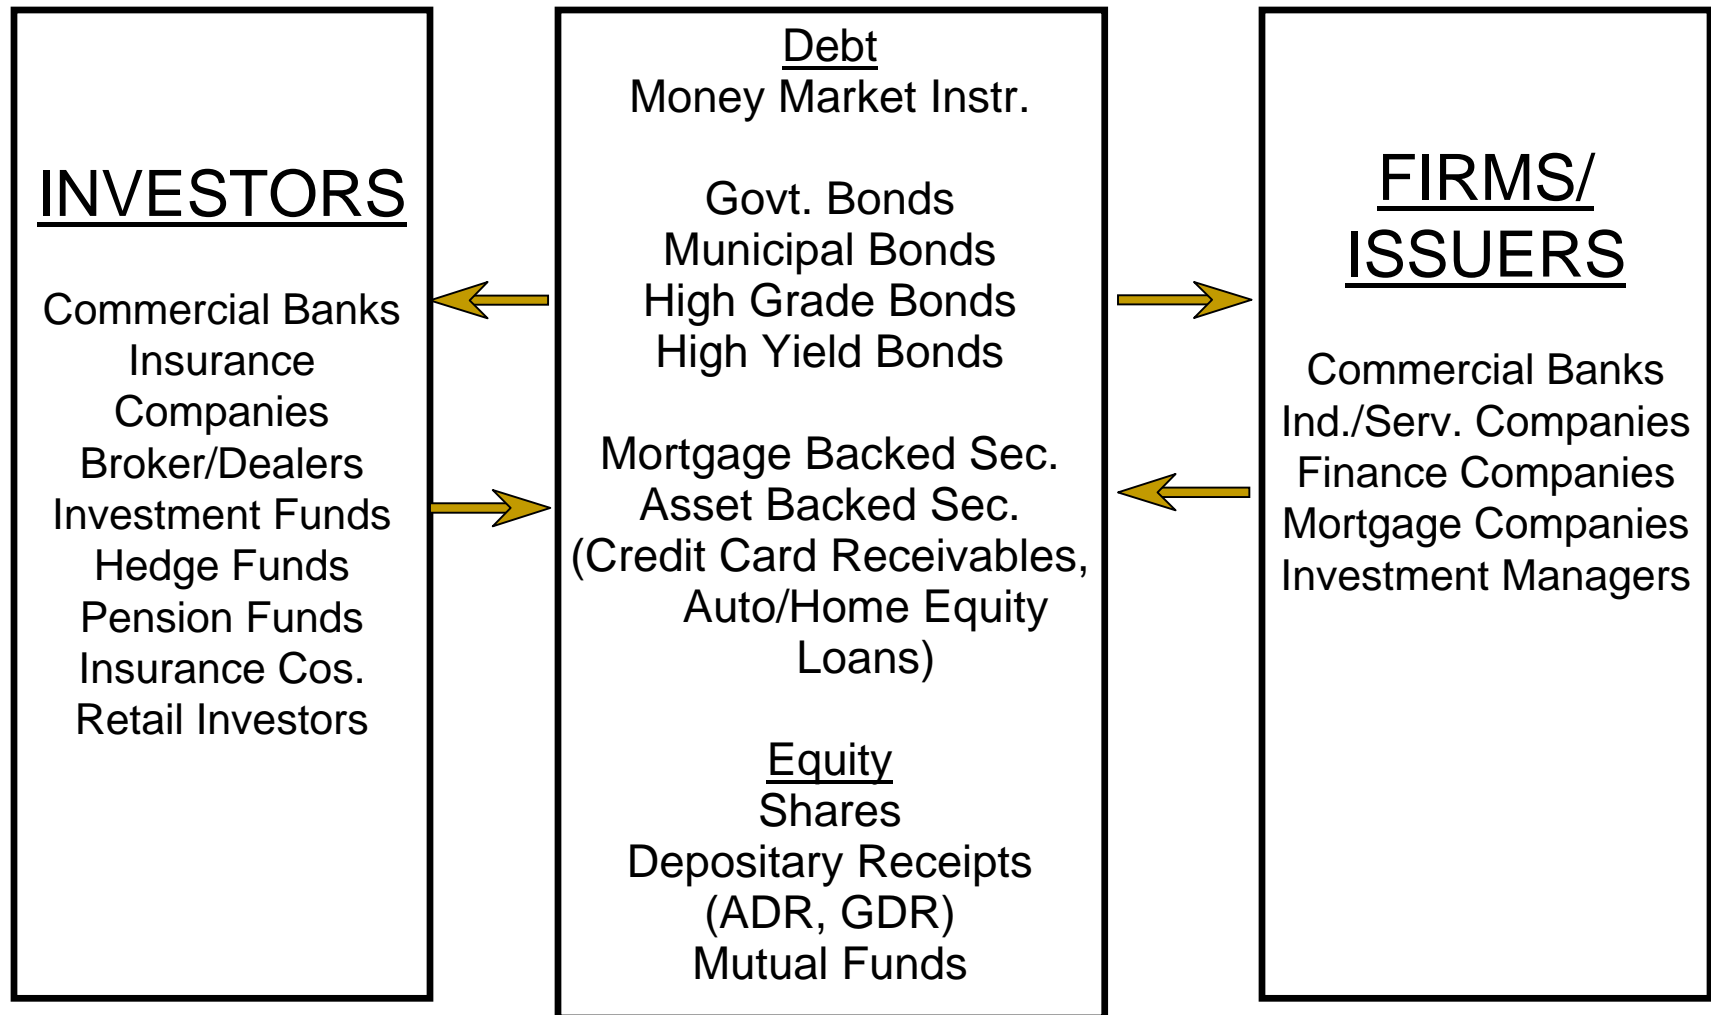 INVESTORS
Commercial Banks
Insurance
Companies
Broker/Dealers
Investment Funds
Hedge Funds
Pension Funds
Insurance Cos.
Retail Investors
Debt
Money Market Instr.
Govt. Bonds
Municipal Bonds
High Grade Bonds
High Yield Bonds
Mortgage Backed Sec.
Asset Backed Sec.
(Credit Card Receivables,
Auto/Home Equity
Loans)
Equity
Shares
Depositary Receipts
(ADR, GDR)
Mutual Funds
FIRMS/
ISSUERS
Commercial Banks
Ind./Serv. Companies
Finance Companies
Mortgage Companies
Investment Managers